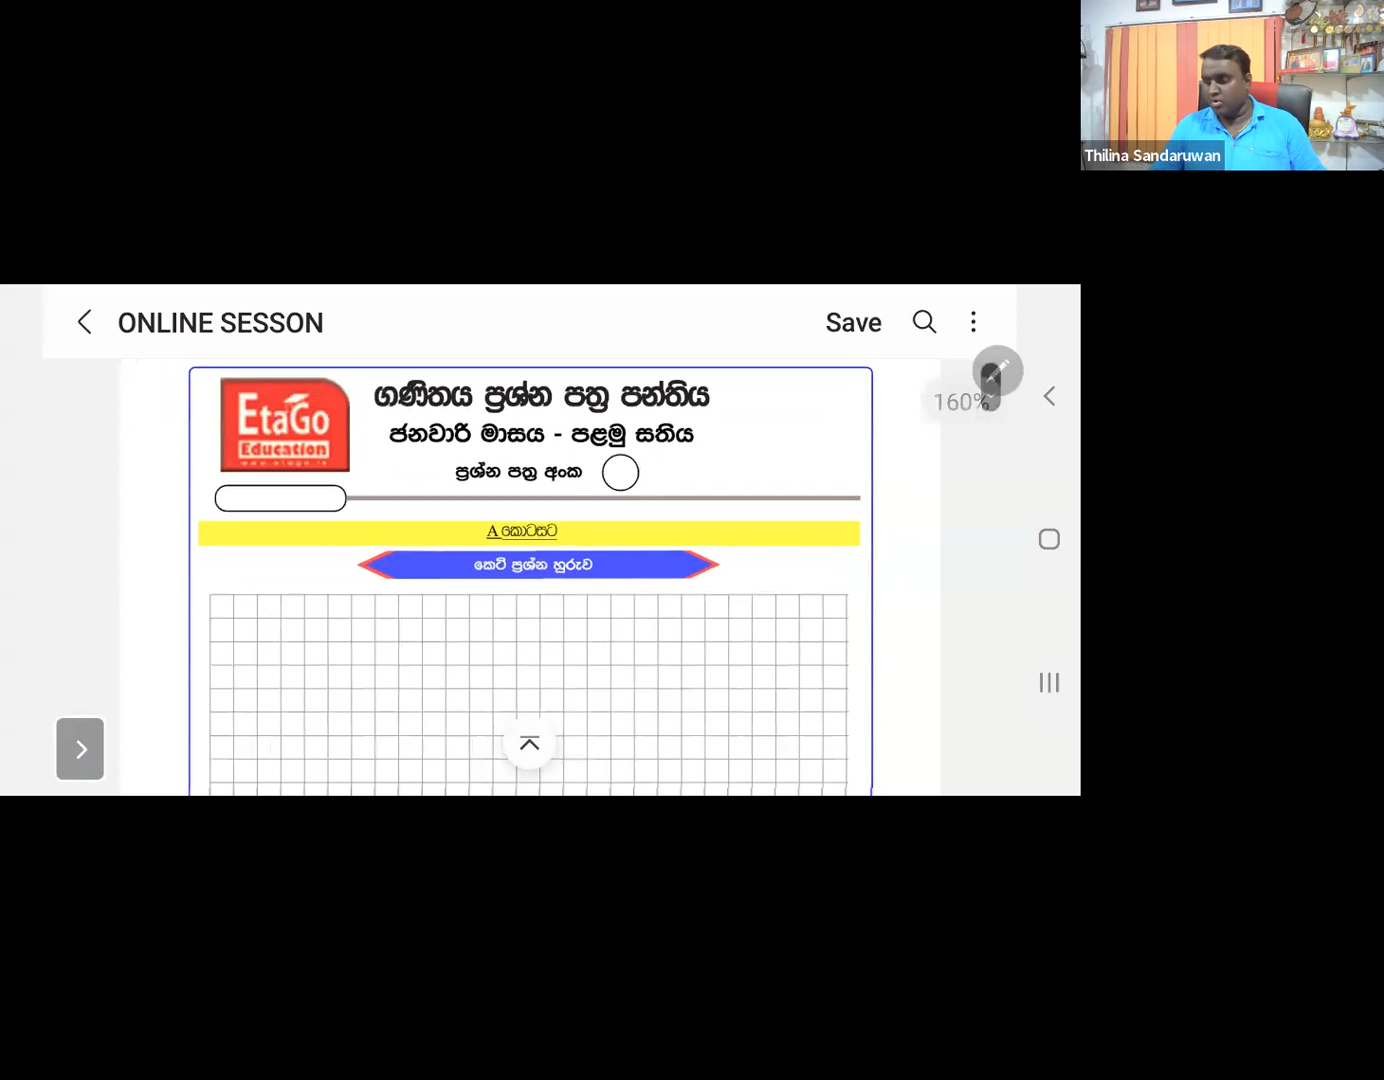 Thilina Sandaruwan
ONLINE SESSON
Save
160%
EtaGo
Education
ගණිතය ප්‍රශ්න පත්‍ර පන්තිය
ජනවාරි මාසය - පළමු සතිය
ප්‍රශ්න පත්‍ර අංක
A කොටසට
කෙටි ප්‍රශ්න හුරුව